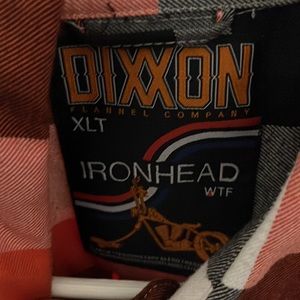 DIXXON
FLANNEL COMPANY
XLT
IRONHEAD
WTF